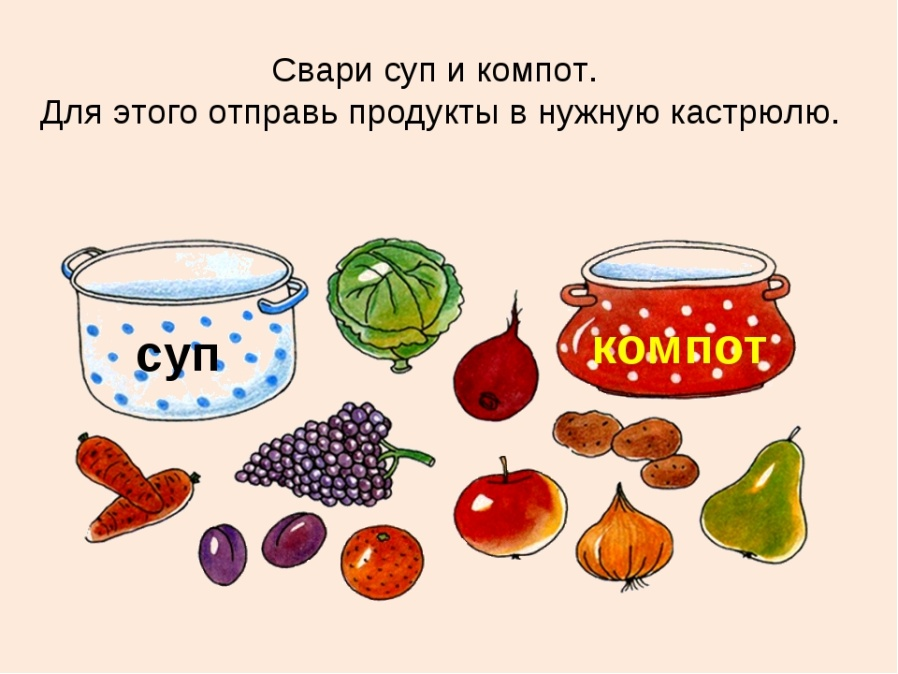 Свари суп и компот.
Для этого отправь продукты в нужную кастрюлю.
суп
компот